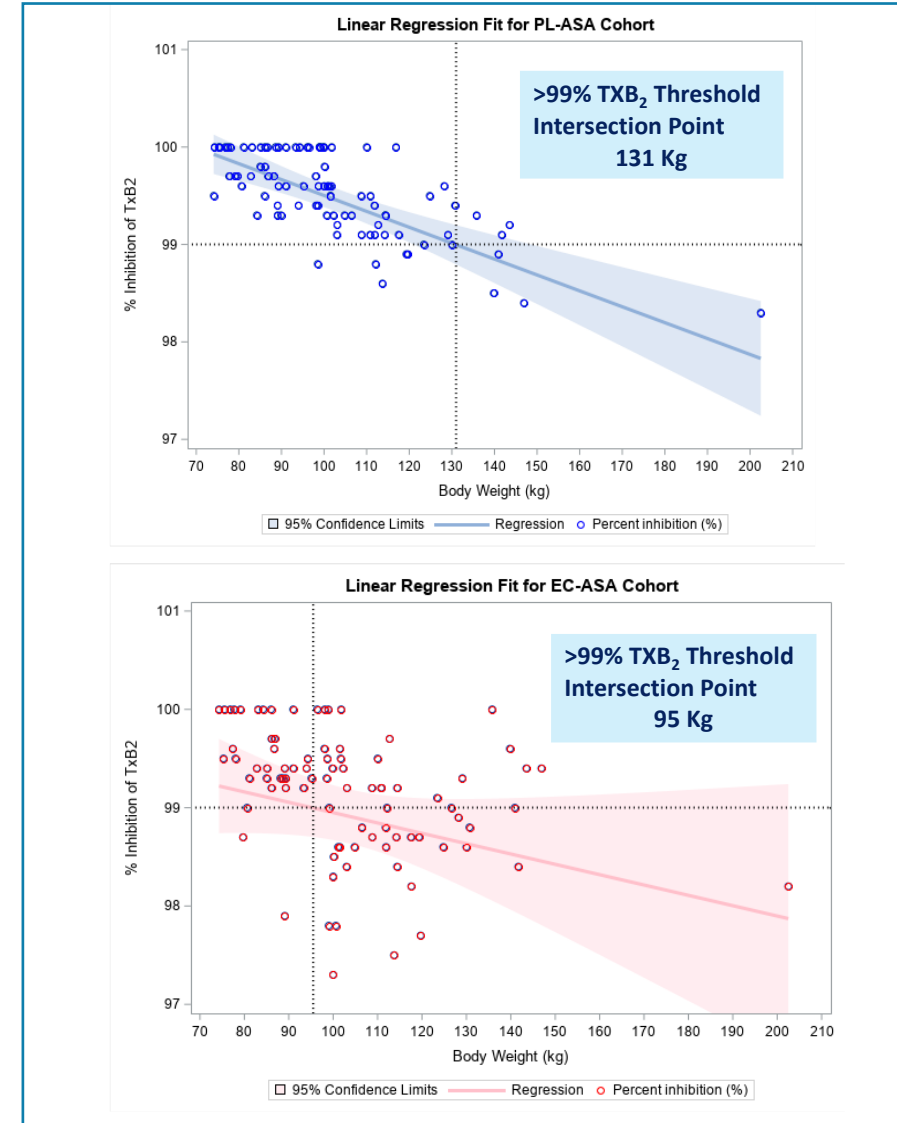 Linear Regression Fit for PL-ASA Cohort
101
>99% TXB₂ Threshold
Intersection Point
131 Kg
100
99
98
97
% Inhibition of TxB2
70 80 90 100 110 120 130 140 150 160 170 180 190 200 210
Body Weight (kg)
95% Confidence Limits Regression Percent inhibition (%)
Linear Regression Fit for EC-ASA Cohort
101
>99% TXB₂ Threshold
Intersection Point
95 Kg
100
99
98
97
% Inhibition of TxB2
70 80 90 100 110 120 130 140 150 160 170 180 190 200 210
Body Weight (kg)
95% Confidence Limits Regression Percent inhibition (%)